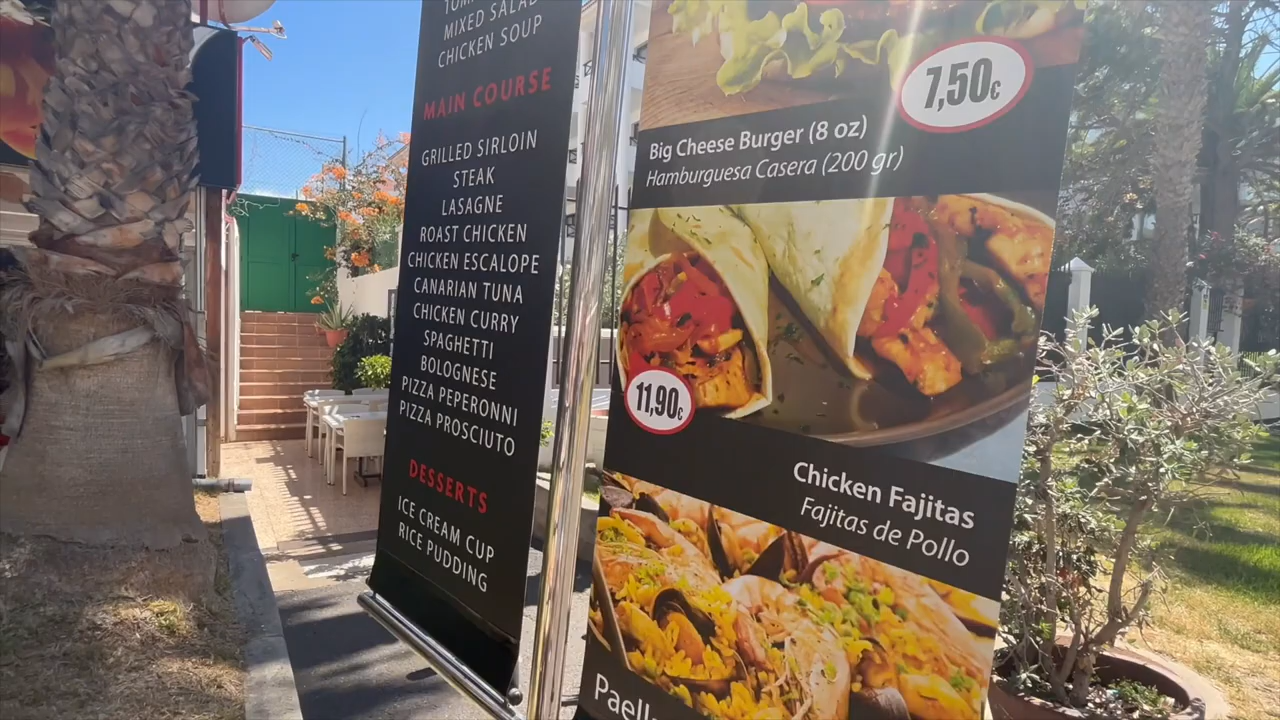 MIXED SALAD
CHICKEN SOUP
MAIN COURSE
GRILLED SIRLOIN
STEAK
LASAGNE
ROAST CHICKEN
CHICKEN ESCALOPE
CANARIAN TUNA
CHICKEN CURRY
SPAGHETTI
BOLOGNESE
PIZZA PEPERONNI
PIZZA PROSCIUTO
DESSERTS
ICE CREAM CUP
RICE PUDDING
7,50€
Big Cheese Burger (8 oz)
Hamburguesa Casera (200 gr)
11,90€
Chicken Fajitas
Fajitas de Pollo